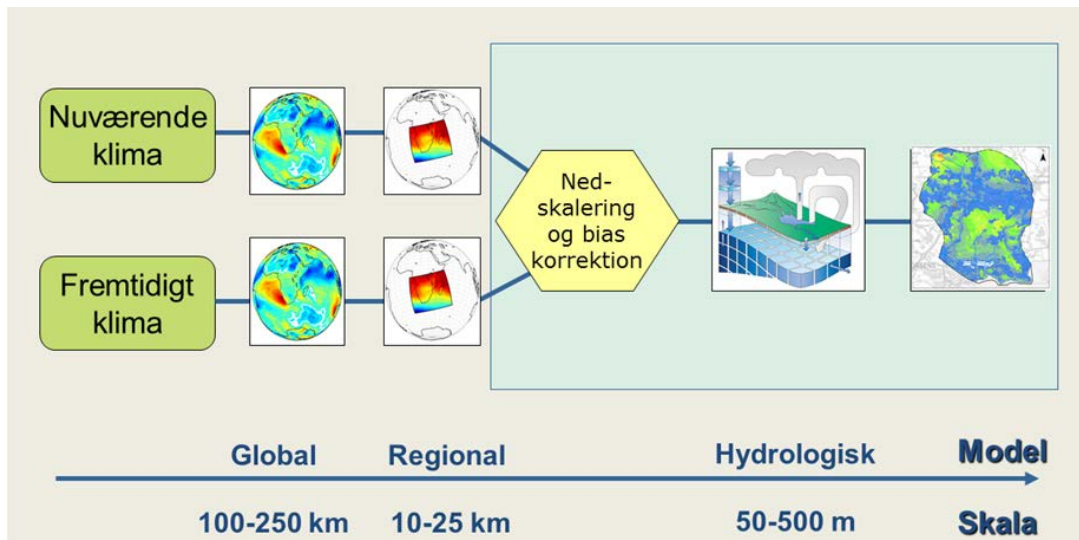 Nuværende
klima
Fremtidigt
klima
Ned-
skalering
og bias
korrektion
Global
Regional
Hydrologisk
Model
100-250 km
10-25 km
50-500 m
Skala